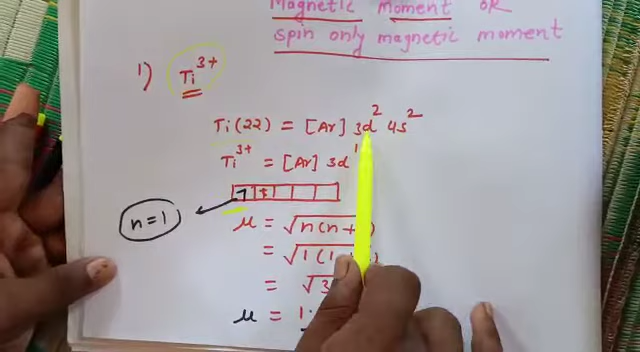 Magnetic Moment OR
spin only magnetic moment
1) Ti³⁺
Ti (22) = [Ar] 3d² 4s²
Ti³⁺ = [Ar] 3d¹
n=1
μ = √n(n+
= √1(1
= √3
μ = 1